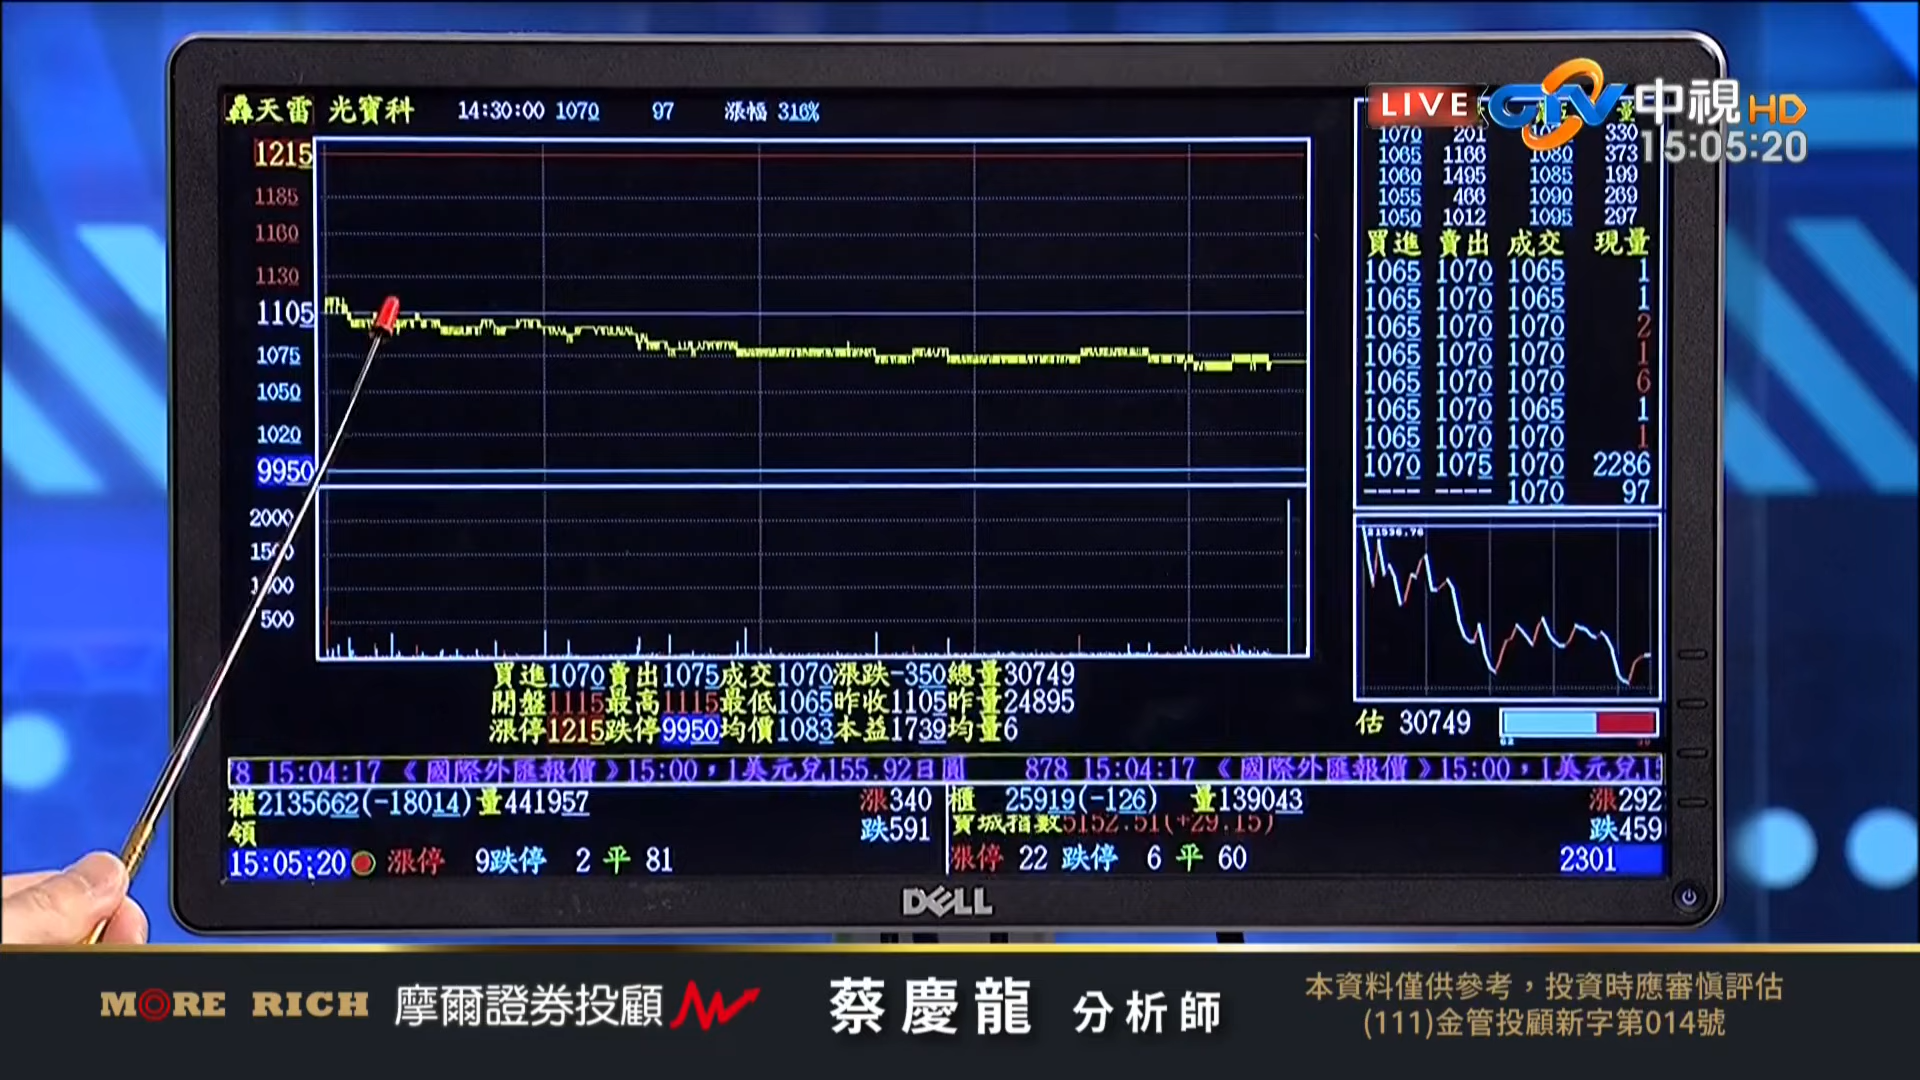 轟天雷 光寶科 14:30:00 1070 97 漲幅 316%
LIVE CTV 中視HD
15:05:20
1215
1185
1160
1130
1105
1075
1050
1020
9950
2000
500
1070 201 330
1065 1166 1080 373
1060 1495 1085 199
1055 466 1090 269
1050 1012 1095 297
買進 賣出 成交 現量
1065 1070 1065 1
1065 1070 1065 1
1065 1070 1070 2
1065 1070 1070 1
1065 1070 1070 6
1065 1070 1065 1
1065 1070 1070 1
1070 1075 1070 2286
---- ---- 1070 97
21536.76
估 30749
買進1070賣出1075成交1070漲跌-350總量30749
開盤1115最高1115最低1065昨收1105昨量24895
漲停1215跌停9950均價1083本益1739均量6
78 15:04:17 《國際外匯報價》15:00，1美元兌155.92日圓 878 15:04:17 《國際外匯報價》15:00，1美元兌15
權2135662(-18014)量441957 漲340
領 跌591
15:05:20 漲停 9跌停 2 平 81
櫃 25919(-126) 量139043 漲292
寶城指數5152.51(+29.15) 跌459
漲停 22 跌停 6 平 60 2301
DELL
MORE RICH 摩爾證券投顧
蔡慶龍 分析師
本資料僅供參考，投資時應審慎評估
(111)金管投顧新字第014號